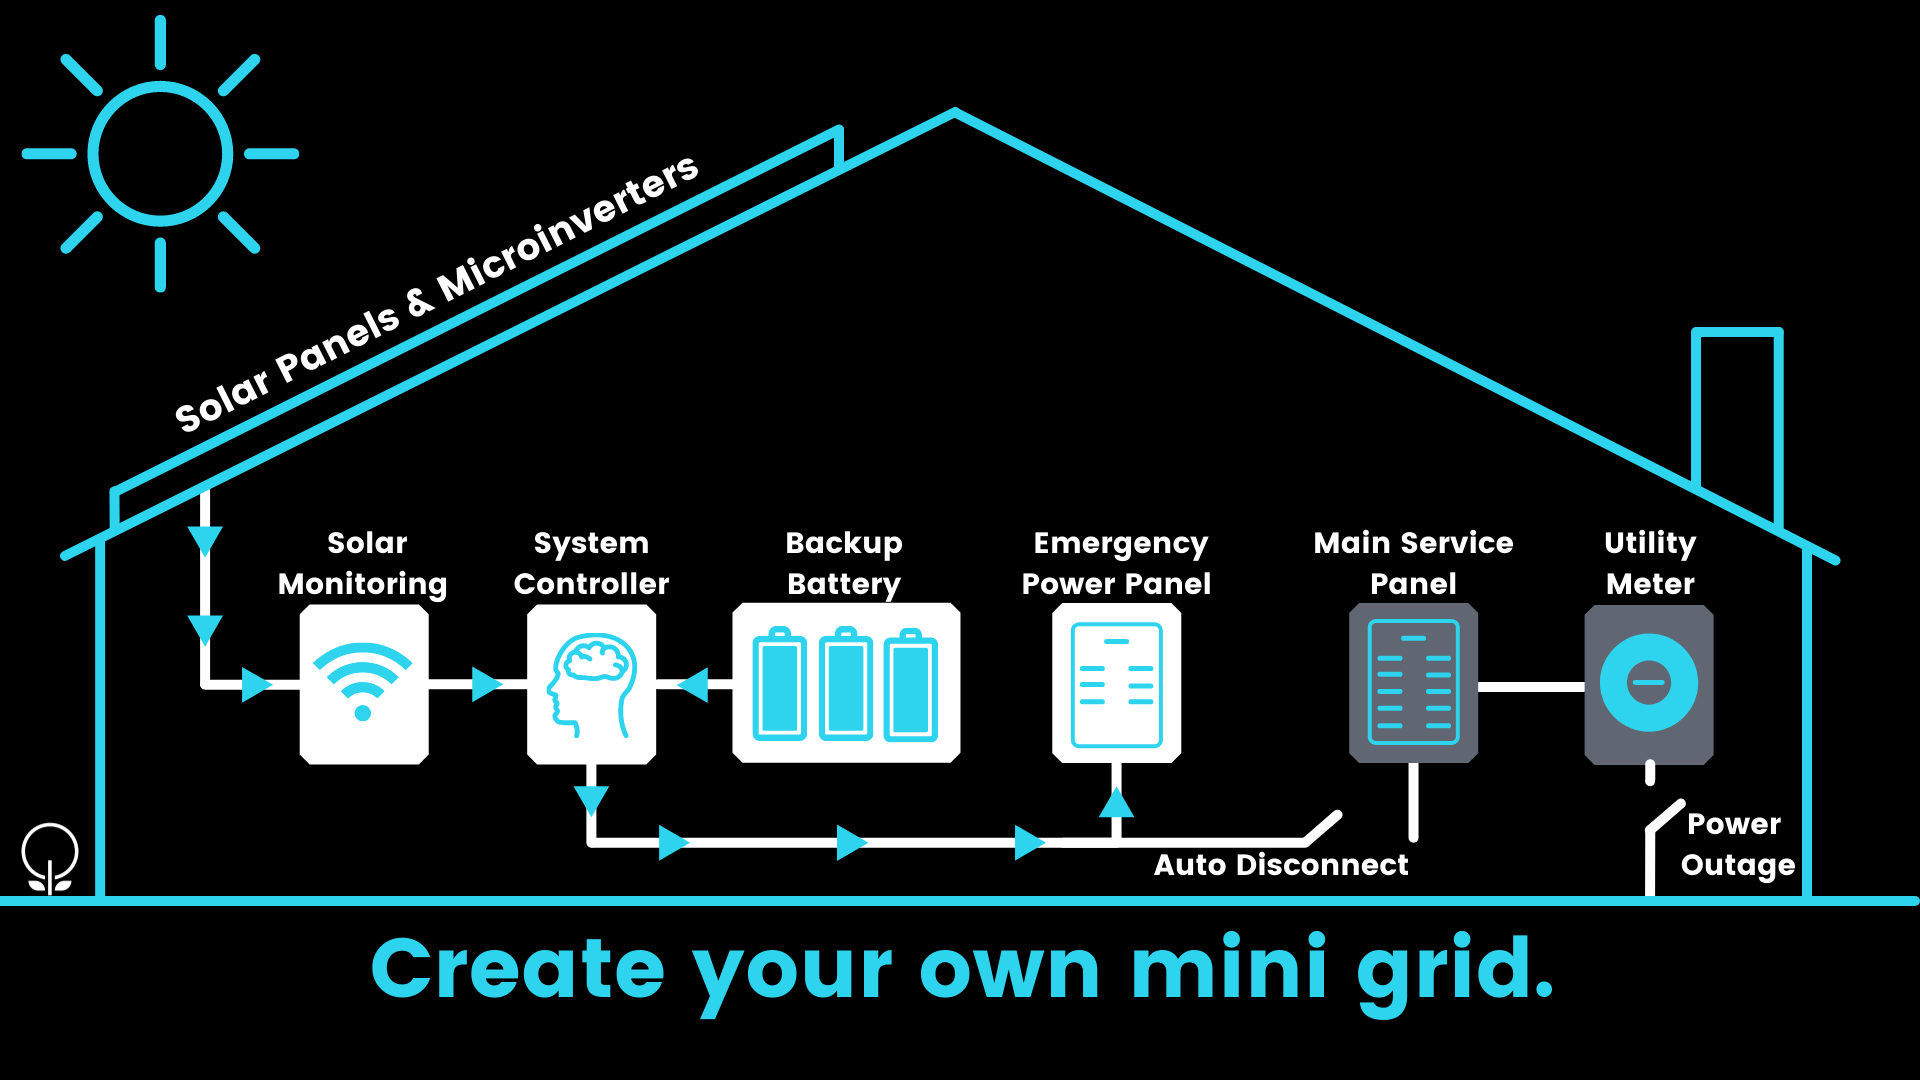 Solar Panels & Microinverters
Solar
Monitoring
System
Controller
Backup
Battery
Emergency
Power Panel
Main Service
Panel
Utility
Meter
Auto Disconnect
Power
Outage
Create your own mini grid.